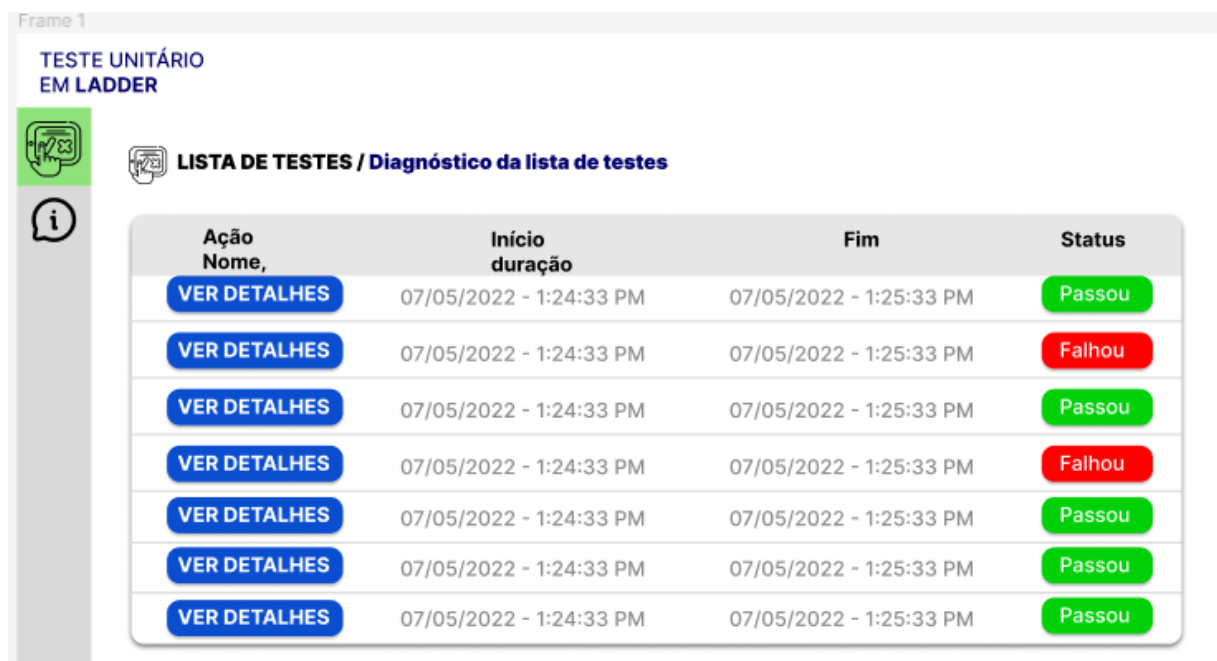 Frame 1
TESTE UNITÁRIO
EM LADDER
LISTA DE TESTES / Diagnóstico da lista de testes
Ação Início Fim Status
Nome, duração
VER DETALHES 07/05/2022 - 1:24:33 PM 07/05/2022 - 1:25:33 PM Passou
VER DETALHES 07/05/2022 - 1:24:33 PM 07/05/2022 - 1:25:33 PM Falhou
VER DETALHES 07/05/2022 - 1:24:33 PM 07/05/2022 - 1:25:33 PM Passou
VER DETALHES 07/05/2022 - 1:24:33 PM 07/05/2022 - 1:25:33 PM Falhou
VER DETALHES 07/05/2022 - 1:24:33 PM 07/05/2022 - 1:25:33 PM Passou
VER DETALHES 07/05/2022 - 1:24:33 PM 07/05/2022 - 1:25:33 PM Passou
VER DETALHES 07/05/2022 - 1:24:33 PM 07/05/2022 - 1:25:33 PM Passou